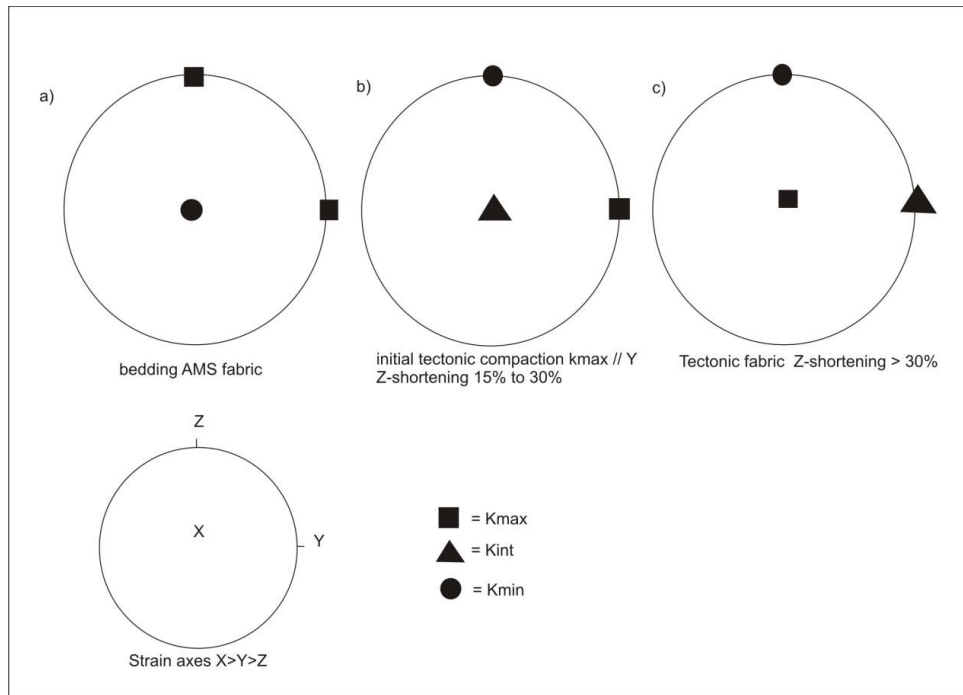 a)
b)
c)
bedding AMS fabric
initial tectonic compaction kmax // Y
Z-shortening 15% to 30%
Tectonic fabric Z-shortening > 30%
Z
X
Y
= Kmax
= Kint
= Kmin
Strain axes X>Y>Z